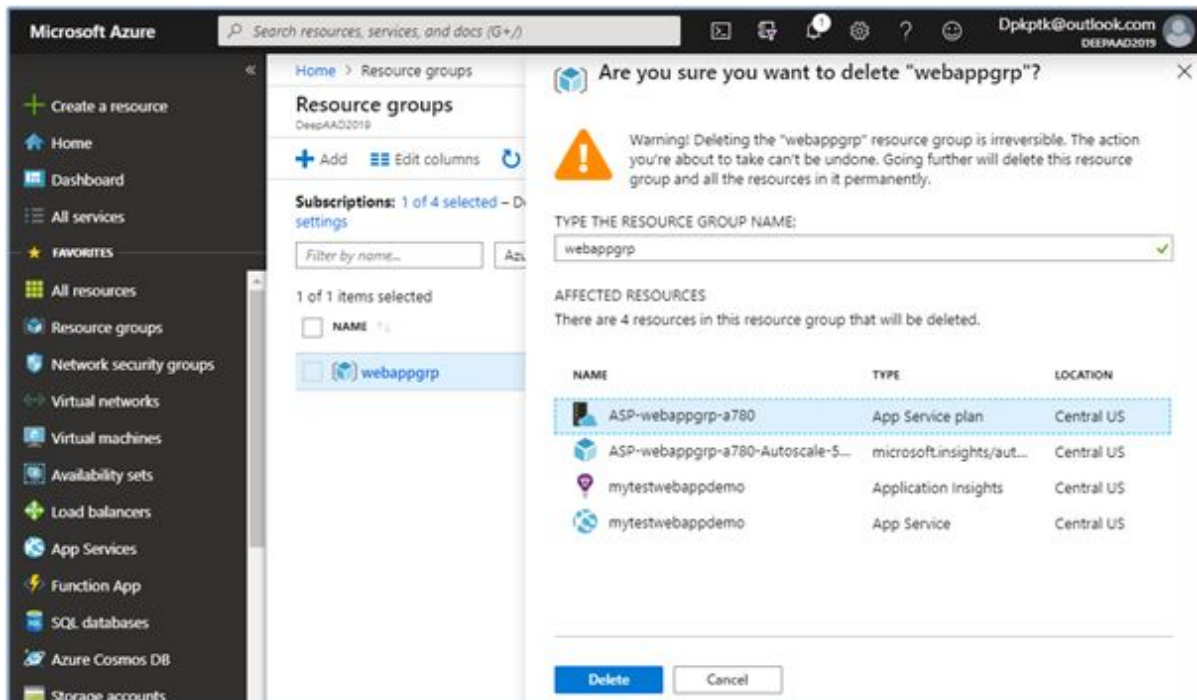 Microsoft Azure
Search resources, services, and docs (G+/)
1
Dpkptk@outlook.com
DEEPAAD2019
«
Create a resource
Home
Dashboard
All services
FAVORITES
All resources
Resource groups
Network security groups
Virtual networks
Virtual machines
Availability sets
Load balancers
App Services
Function App
SQL databases
Azure Cosmos DB
Storage accounts
Home > Resource groups
Resource groups
DeepAAD2019
Add Edit columns
Subscriptions: 1 of 4 selected – D
settings
Filter by name...
1 of 1 items selected
NAME
webappgrp
Are you sure you want to delete "webappgrp"?
Warning! Deleting the "webappgrp" resource group is irreversible. The action
you're about to take can't be undone. Going further will delete this resource
group and all the resources in it permanently.
TYPE THE RESOURCE GROUP NAME:
webappgrp
AFFECTED RESOURCES
There are 4 resources in this resource group that will be deleted.
NAME TYPE LOCATION
ASP-webappgrp-a780 App Service plan Central US
ASP-webappgrp-a780-Autoscale-5... microsoft.insights/aut... Central US
mytestwebappdemo Application Insights Central US
mytestwebappdemo App Service Central US
Delete Cancel